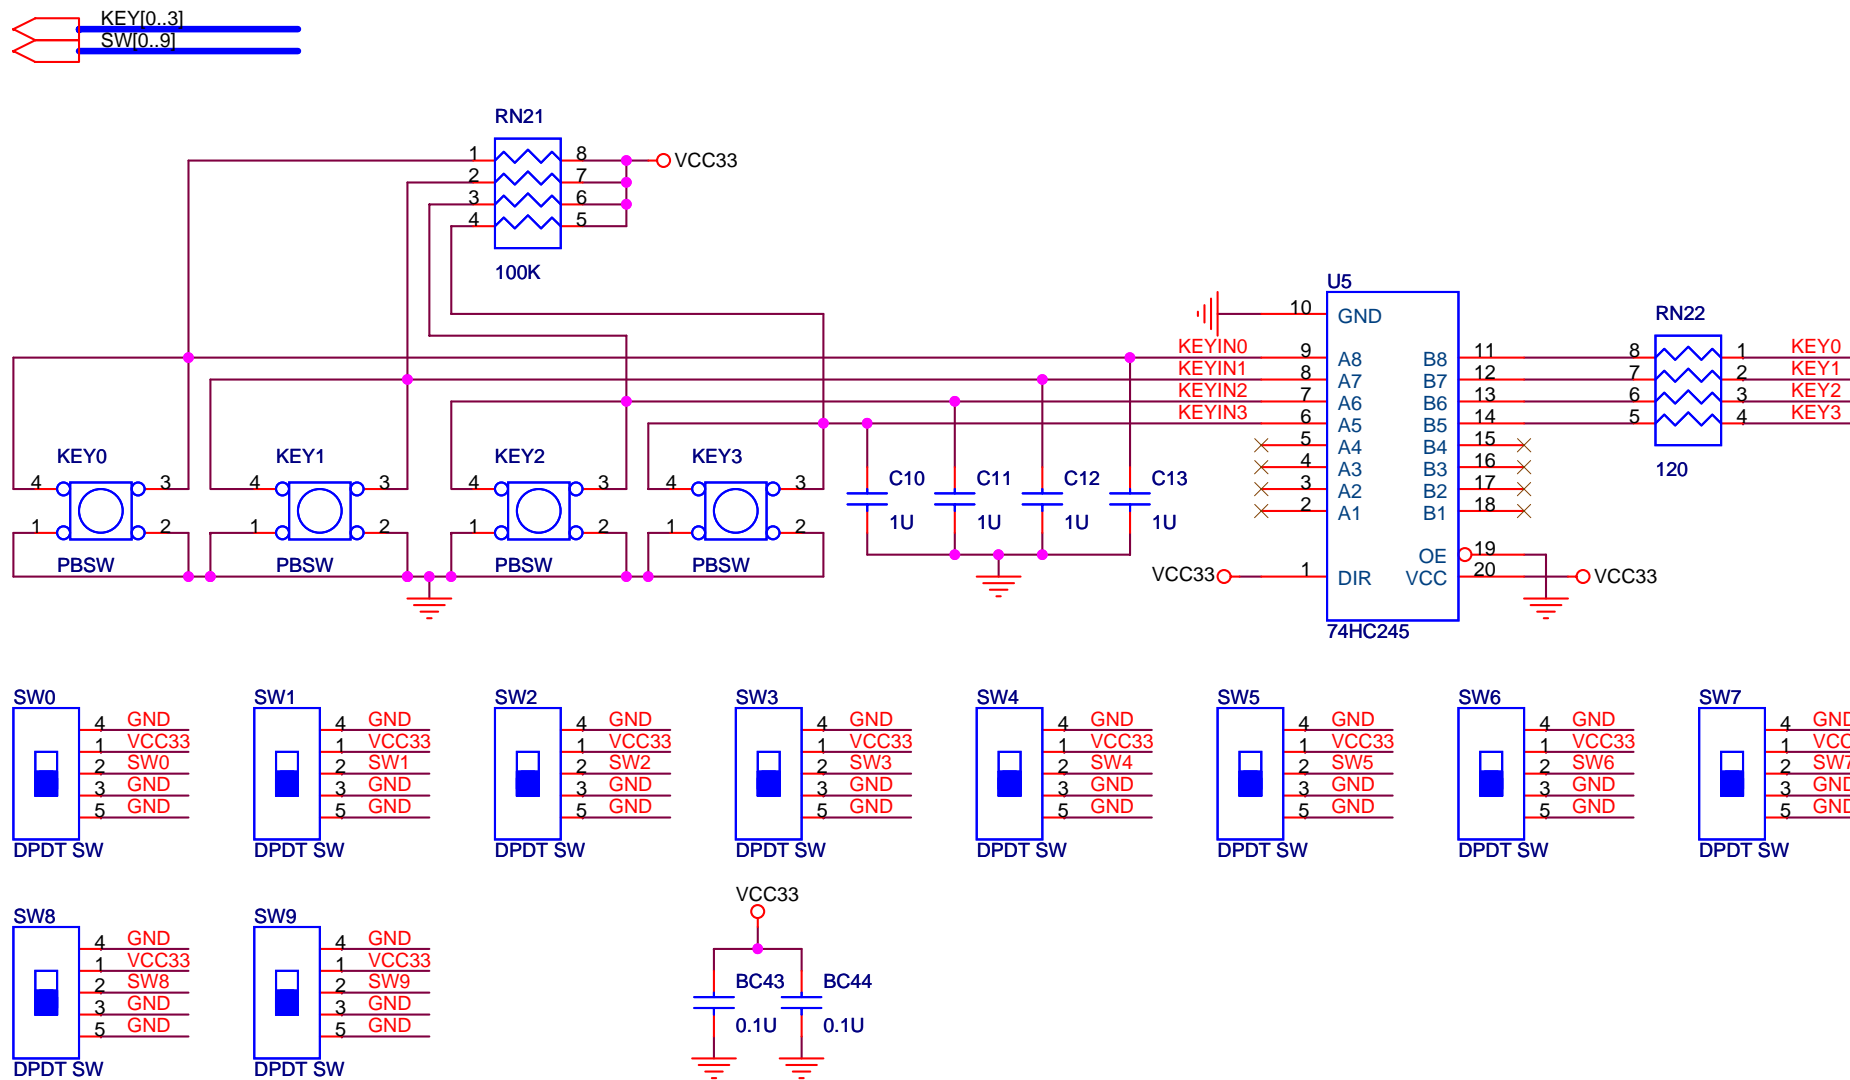 KEY[0..3]
SW[0..9]
RN21
1 8 VCC33
2 7
3 6
4 5
100K
U5
10 GND
RN22
KEYIN0 9 A8 B8 11 8 1 KEY0
KEYIN1 8 A7 B7 12 7 2 KEY1
KEYIN2 7 A6 B6 13 6 3 KEY2
KEYIN3 6 A5 B5 14 5 4 KEY3
5 A4 B4 15
4 A3 B3 16
3 A2 B2 17
2 A1 B1 18
120
OE 19
VCC33 1 DIR VCC 20 VCC33
74HC245
KEY0 KEY1 KEY2 KEY3
4 3 4 3 4 3 4 3
1 2 1 2 1 2 1 2
PBSW PBSW PBSW PBSW
C10 C11 C12 C13
1U 1U 1U 1U
SW0 SW1 SW2 SW3 SW4 SW5 SW6 SW7
4 GND 4 GND 4 GND 4 GND 4 GND 4 GND 4 GND 4 GND
1 VCC33 1 VCC33 1 VCC33 1 VCC33 1 VCC33 1 VCC33 1 VCC33 1 VCC
2 SW0 2 SW1 2 SW2 2 SW3 2 SW4 2 SW5 2 SW6 2 SW7
3 GND 3 GND 3 GND 3 GND 3 GND 3 GND 3 GND 3 GND
5 GND 5 GND 5 GND 5 GND 5 GND 5 GND 5 GND 5 GND
DPDT SW DPDT SW DPDT SW DPDT SW DPDT SW DPDT SW DPDT SW DPDT SW
SW8 SW9
4 GND 4 GND
1 VCC33 1 VCC33
2 SW8 2 SW9
3 GND 3 GND
5 GND 5 GND
DPDT SW DPDT SW
VCC33
BC43 BC44
0.1U 0.1U